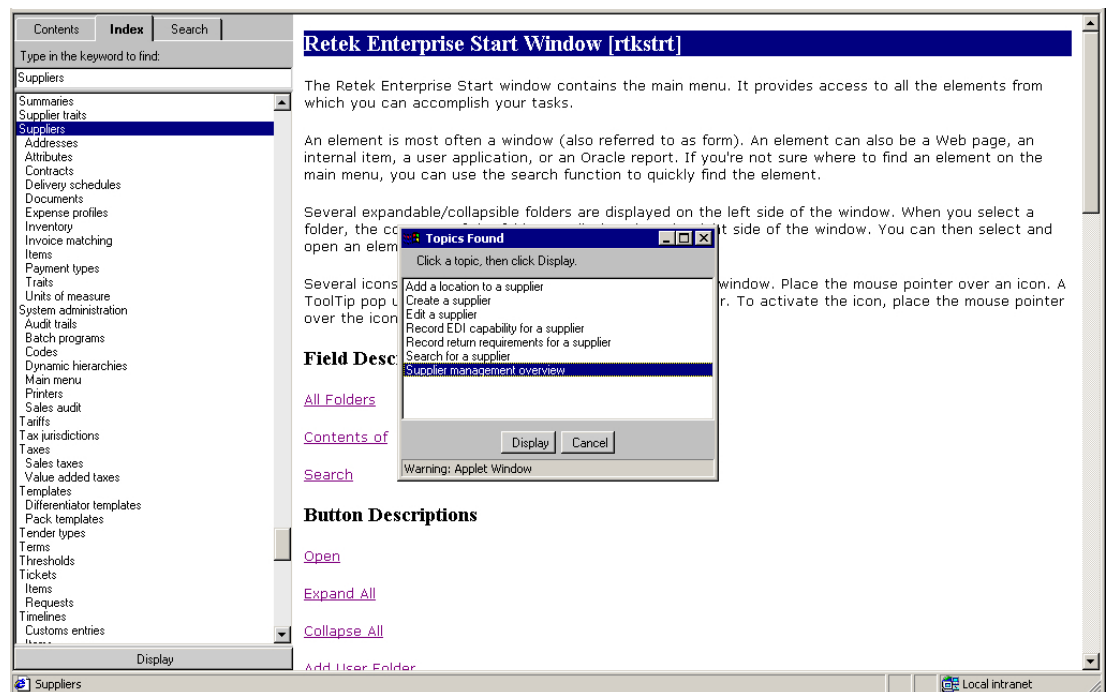 Contents Index Search
Type in the keyword to find:
Suppliers
Summaries
Supplier traits
Suppliers
Addresses
Attributes
Contracts
Delivery schedules
Documents
Expense profiles
Inventory
Invoice matching
Items
Payment types
Traits
Units of measure
System administration
Audit trails
Batch programs
Codes
Dynamic hierarchies
Main menu
Printers
Sales audit
Tariffs
Tax jurisdictions
Taxes
Sales taxes
Value added taxes
Templates
Differentiator templates
Pack templates
Tender types
Terms
Thresholds
Tickets
Items
Requests
Timelines
Customs entries
Display
Retek Enterprise Start Window [rtkstrt]
The Retek Enterprise Start window contains the main menu. It provides access to all the elements from
which you can accomplish your tasks.
An element is most often a window (also referred to as form). An element can also be a Web page, an
internal item, a user application, or an Oracle report. If you're not sure where to find an element on the
main menu, you can use the search function to quickly find the element.
Several expandable/collapsible folders are displayed on the left side of the window. When you select a
folder, the co side of the window. You can then select and
open an elem
Several icons window. Place the mouse pointer over an icon. A
ToolTip pop u r. To activate the icon, place the mouse pointer
over the icon
Field Desc
All Folders
Contents of
Search
Button Descriptions
Open
Expand All
Collapse All
Add User Folder
Topics Found
Click a topic, then click Display.
Add a location to a supplier
Create a supplier
Edit a supplier
Record EDI capability for a supplier
Record return requirements for a supplier
Search for a supplier
Supplier management overview
Display Cancel
Warning: Applet Window
Suppliers
Local intranet